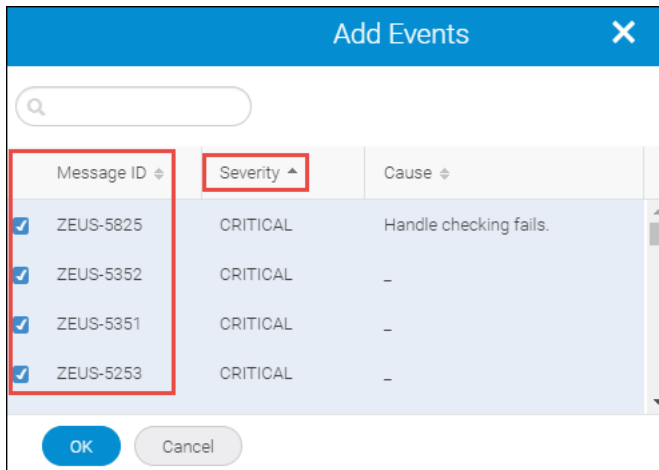 Add Events
Message ID Severity Cause
ZEUS-5825 CRITICAL Handle checking fails.
ZEUS-5352 CRITICAL _
ZEUS-5351 CRITICAL _
ZEUS-5253 CRITICAL _
OK Cancel